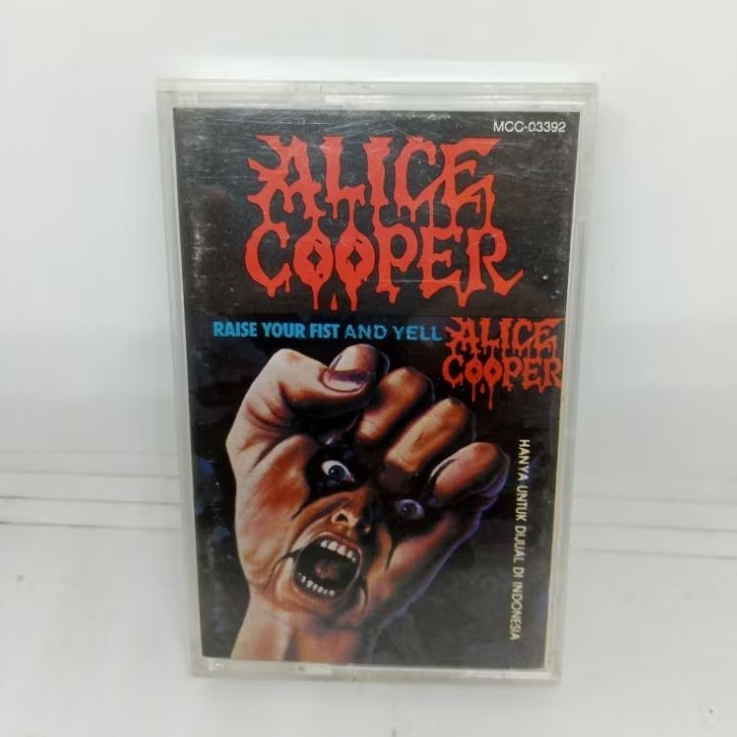 MCC-03392
ALICE
COOPER
RAISE YOUR FIST AND YELL
ALICE
COOPER
HANYA UNTUK DIJUAL DI INDONESIA